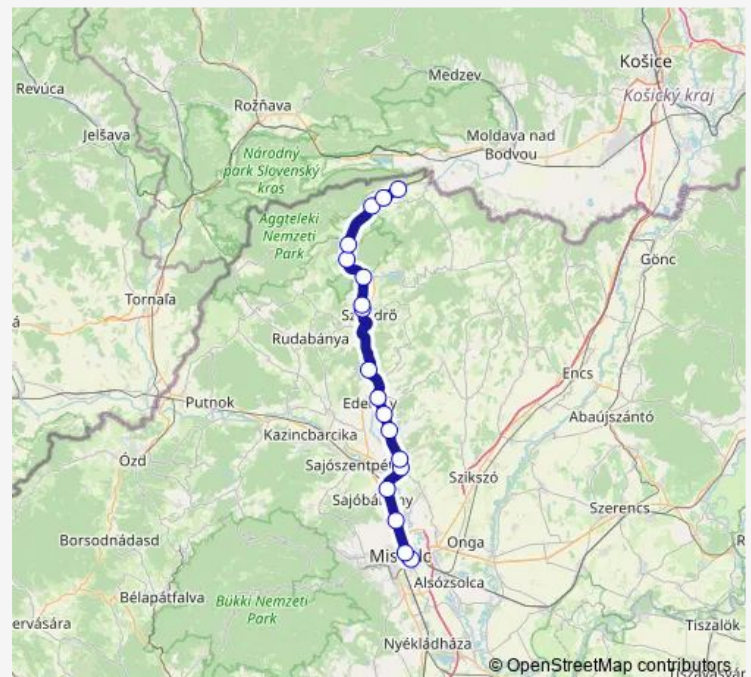 Košice
Medzev
Košický kraj
Revúca
Rožňava
Moldava nad
Bodvou
Jelšava
Národný
park Slovenský
kras
Aggteleki
Nemzeti
Park
Gönc
Tornaľa
Rudabánya
Encs
Putnok
Abaújszántó
Kazincbarcika
Ózd
Szikszó
Szerencs
Borsodnádasd
Onga
Alsózsolca
Bélapátfalva
Bükki Nemzeti
Park
ervására
Tiszalök
Nyékládháza
© OpenStreetMap contributors